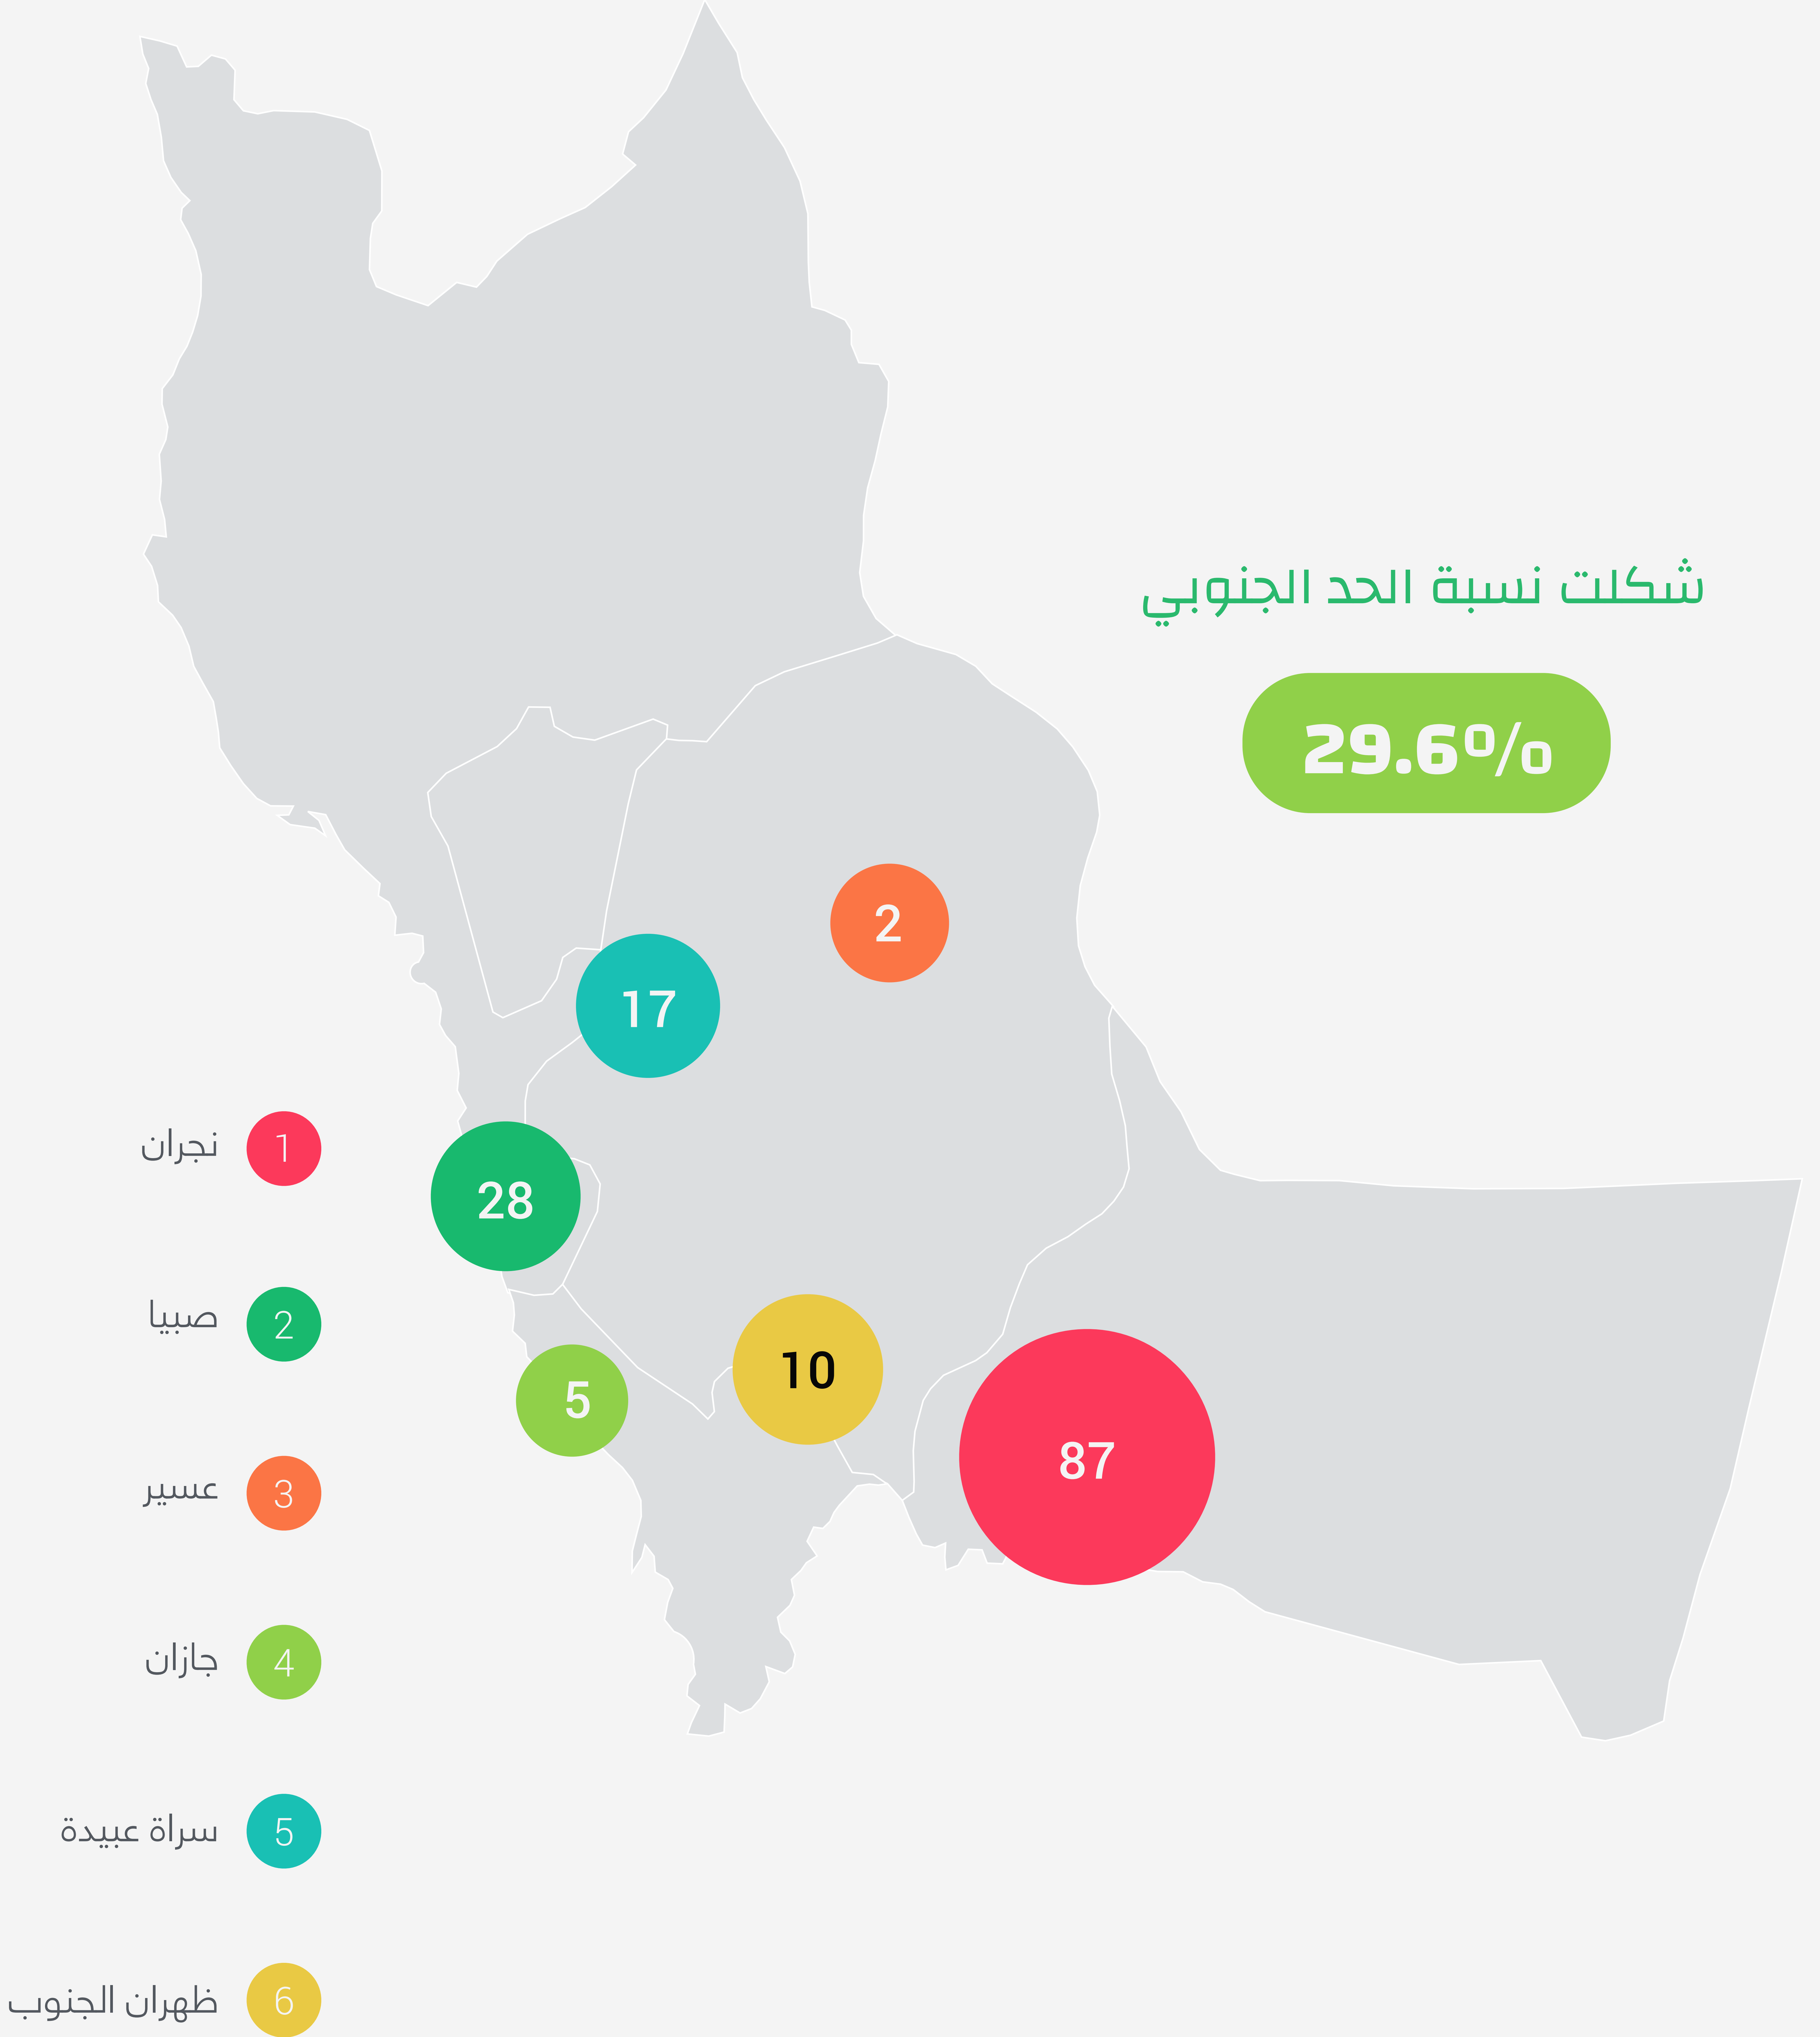 شكلت نسبة الحد الجنوبي
29.6%
2
17
28
10
5
87
1 نجران
2 صبيا
3 عسير
4 جازان
5 سراة عبيدة
6 ظهران الجنوب